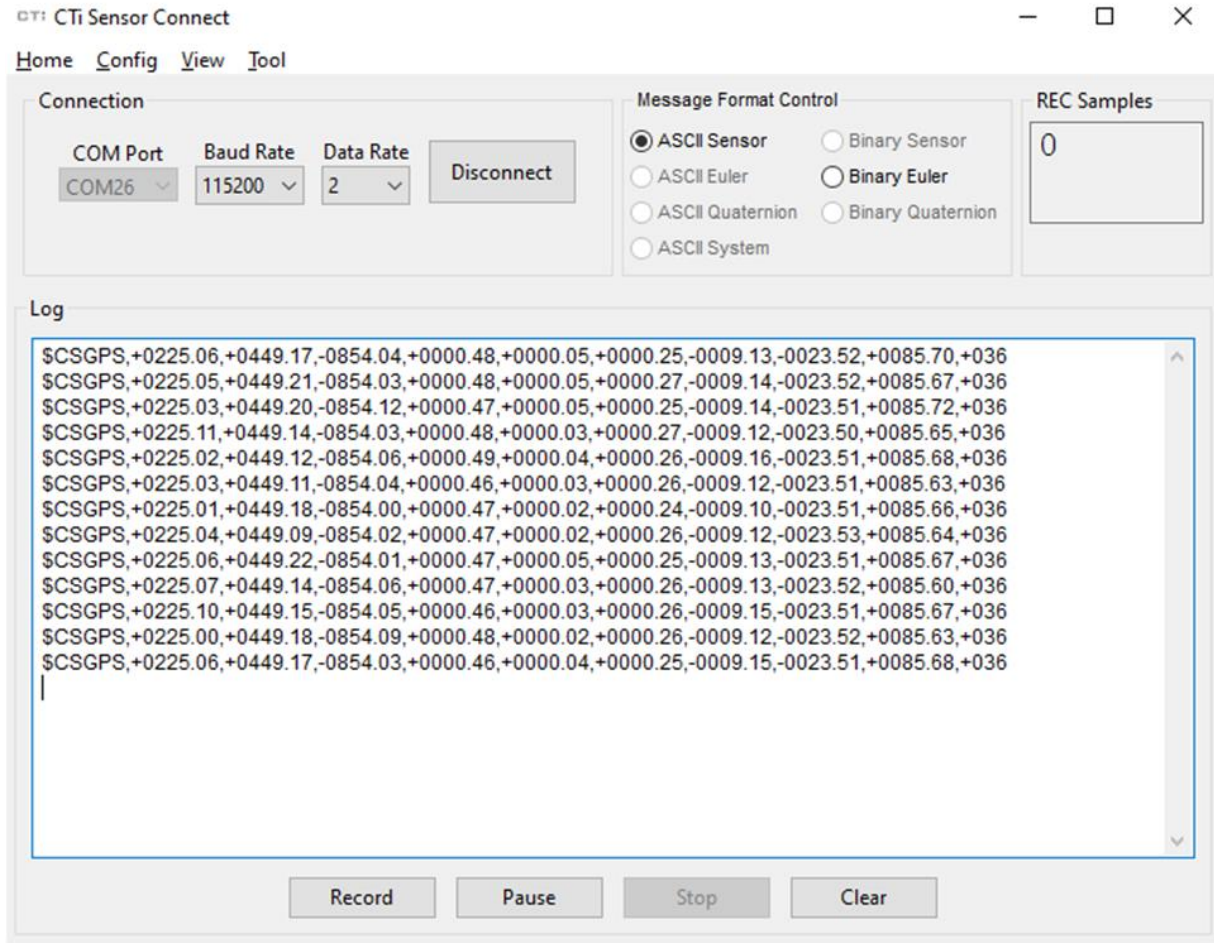 CTi CTi Sensor Connect
Home Config View Tool
Connection
COM Port Baud Rate Data Rate
COM26 115200 2 Disconnect
Message Format Control
ASCII Sensor Binary Sensor
ASCII Euler Binary Euler
ASCII Quaternion Binary Quaternion
ASCII System
REC Samples
0
Log
$CSGPS,+0225.06,+0449.17,-0854.04,+0000.48,+0000.05,+0000.25,-0009.13,-0023.52,+0085.70,+036
$CSGPS,+0225.05,+0449.21,-0854.03,+0000.48,+0000.05,+0000.27,-0009.14,-0023.52,+0085.67,+036
$CSGPS,+0225.03,+0449.20,-0854.12,+0000.47,+0000.05,+0000.25,-0009.14,-0023.51,+0085.72,+036
$CSGPS,+0225.11,+0449.14,-0854.03,+0000.48,+0000.03,+0000.27,-0009.12,-0023.50,+0085.65,+036
$CSGPS,+0225.02,+0449.12,-0854.06,+0000.49,+0000.04,+0000.26,-0009.16,-0023.51,+0085.68,+036
$CSGPS,+0225.03,+0449.11,-0854.04,+0000.46,+0000.03,+0000.26,-0009.12,-0023.51,+0085.63,+036
$CSGPS,+0225.01,+0449.18,-0854.00,+0000.47,+0000.02,+0000.24,-0009.10,-0023.51,+0085.66,+036
$CSGPS,+0225.04,+0449.09,-0854.02,+0000.47,+0000.02,+0000.26,-0009.12,-0023.53,+0085.64,+036
$CSGPS,+0225.06,+0449.22,-0854.01,+0000.47,+0000.05,+0000.25,-0009.13,-0023.51,+0085.67,+036
$CSGPS,+0225.07,+0449.14,-0854.06,+0000.47,+0000.03,+0000.26,-0009.13,-0023.52,+0085.60,+036
$CSGPS,+0225.10,+0449.15,-0854.05,+0000.46,+0000.03,+0000.26,-0009.15,-0023.51,+0085.67,+036
$CSGPS,+0225.00,+0449.18,-0854.09,+0000.48,+0000.02,+0000.26,-0009.12,-0023.52,+0085.63,+036
$CSGPS,+0225.06,+0449.17,-0854.03,+0000.46,+0000.04,+0000.25,-0009.15,-0023.51,+0085.68,+036
Record Pause Stop Clear